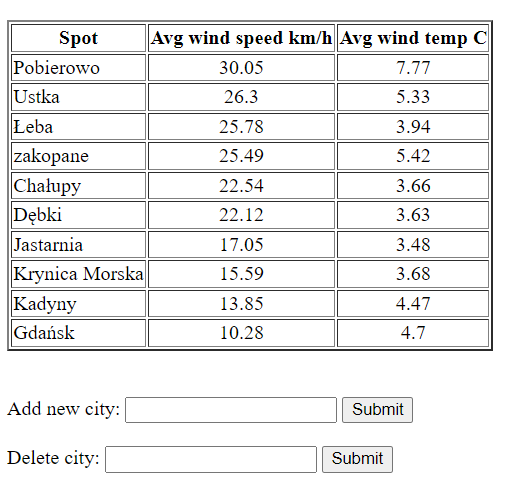 Spot Avg wind speed km/h Avg wind temp C
Pobierowo 30.05 7.77
Ustka 26.3 5.33
Łeba 25.78 3.94
zakopane 25.49 5.42
Chałupy 22.54 3.66
Dębki 22.12 3.63
Jastarnia 17.05 3.48
Krynica Morska 15.59 3.68
Kadyny 13.85 4.47
Gdańsk 10.28 4.7
Add new city: Submit
Delete city: Submit